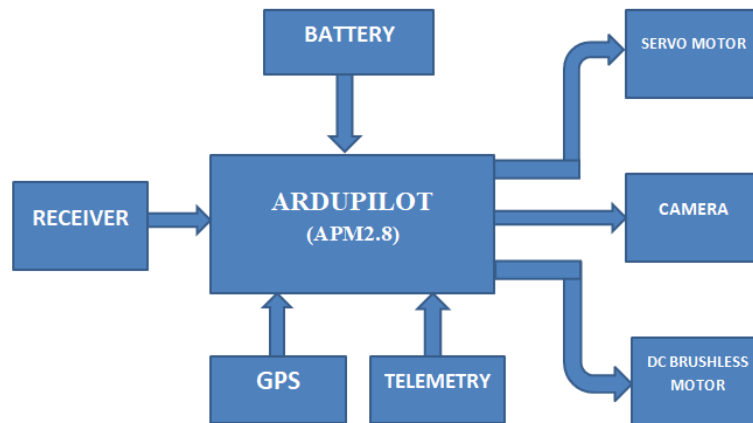 BATTERY
SERVO MOTOR
ARDUPILOT
(APM2.8)
RECEIVER
CAMERA
GPS
TELEMETRY
DC BRUSHLESS
MOTOR